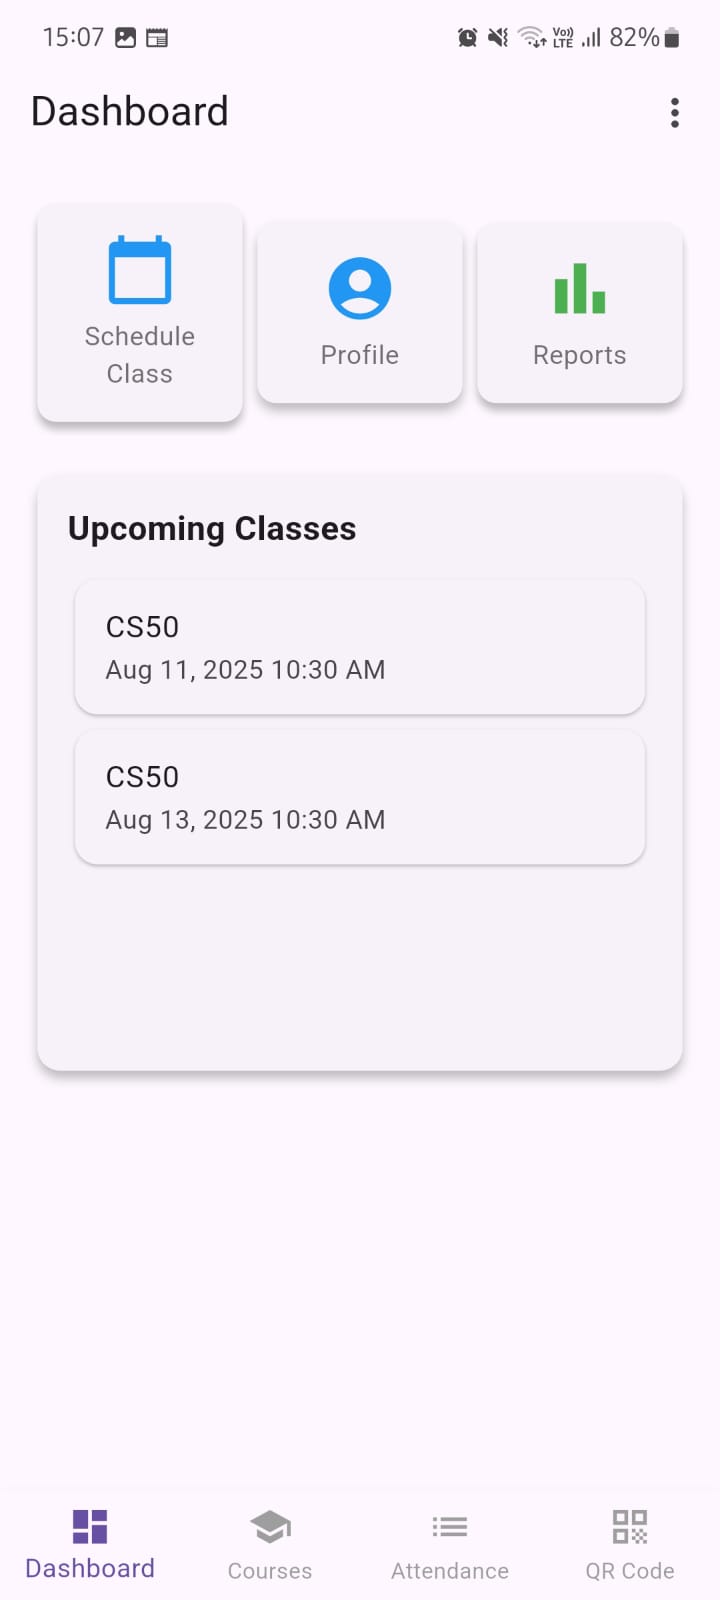 15:07 Vo)) LTE 82%
Dashboard
Schedule
Class
Profile
Reports
Upcoming Classes
CS50
Aug 11, 2025 10:30 AM
CS50
Aug 13, 2025 10:30 AM
Dashboard
Courses
Attendance
QR Code